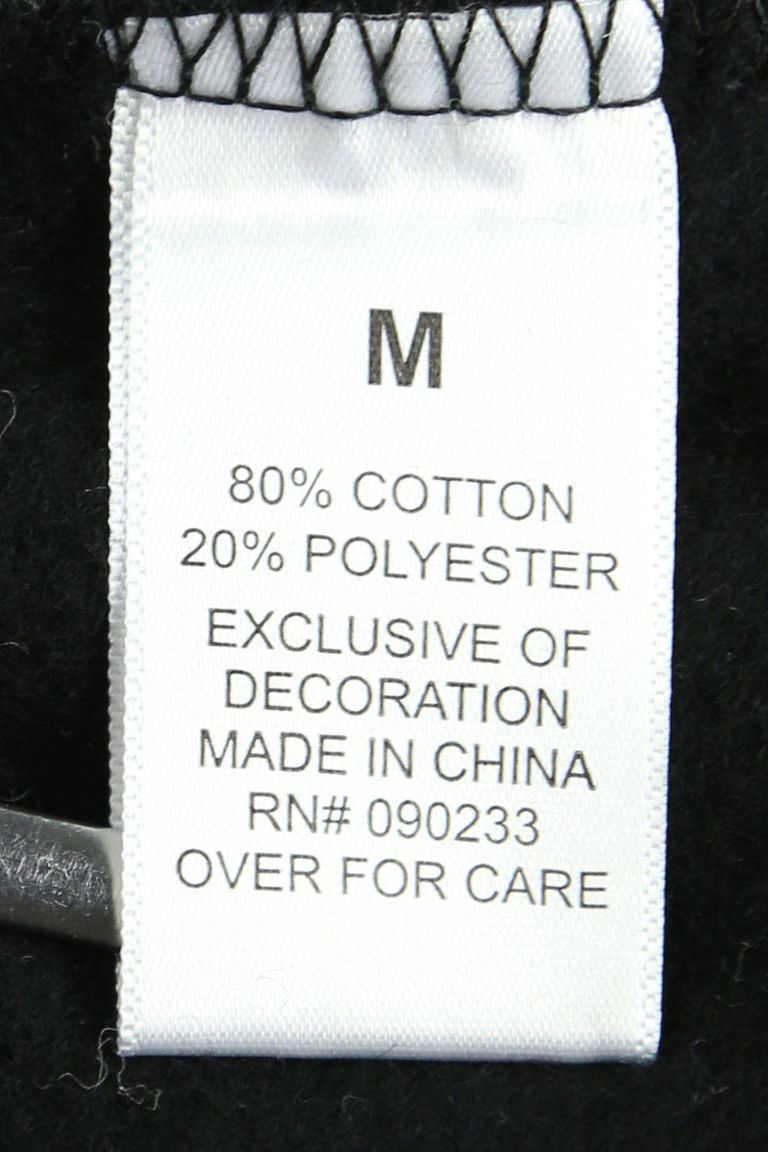 M
80% COTTON
20% POLYESTER
EXCLUSIVE OF
DECORATION
MADE IN CHINA
RN# 090233
OVER FOR CARE